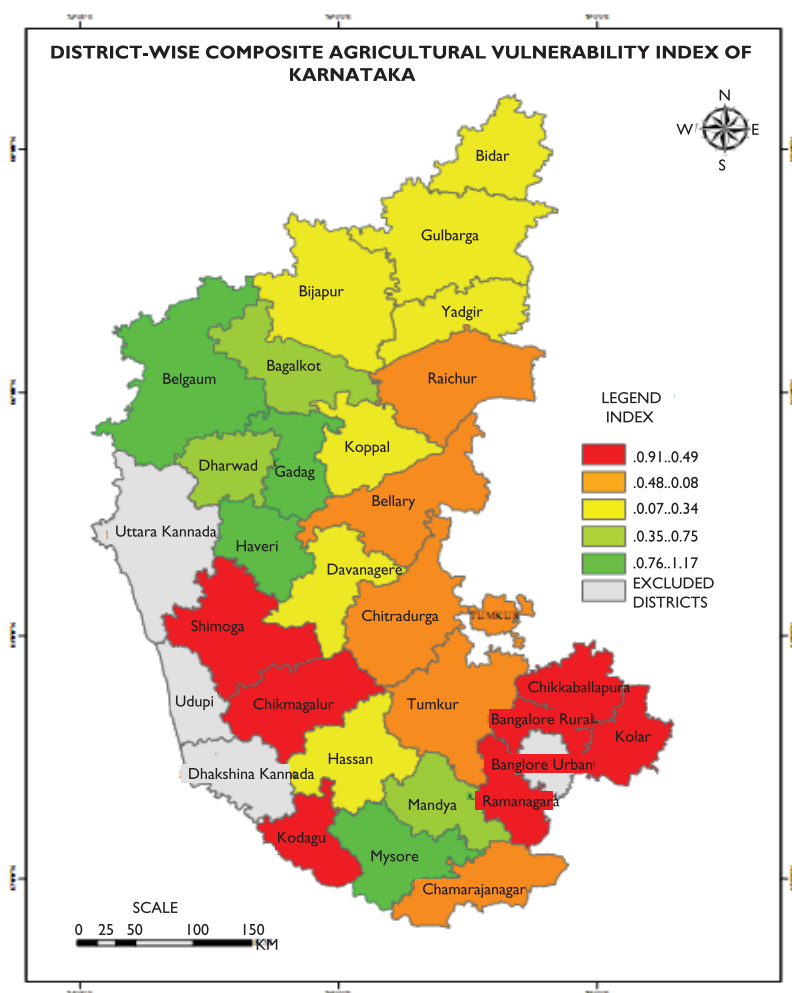 DISTRICT-WISE COMPOSITE AGRICULTURAL VULNERABILITY INDEX OF
KARNATAKA
N
W E
S
Bidar
Gulbarga
Bijapur
Yadgir
Bagalkot
Belgaum
Raichur
LEGEND
INDEX
.0.91..0.49
.0.48..0.08
.0.07..0.34
.0.35..0.75
.0.76..1.17
EXCLUDED
DISTRICTS
Koppal
Dharwad
Gadag
Bellary
Uttara Kannada
Haveri
Davanagere
Chitradurga
TUMKUR
Shimoga
Chikkaballapura
Udupi
Chikmagalur
Tumkur
Bangalore Rural
Kolar
Hassan
Banglore Urban
Dhakshina Kannada
Mandya
Ramanagara
Kodagu
Mysore
Chamarajanagar
SCALE
0 25 50 100 150
KM